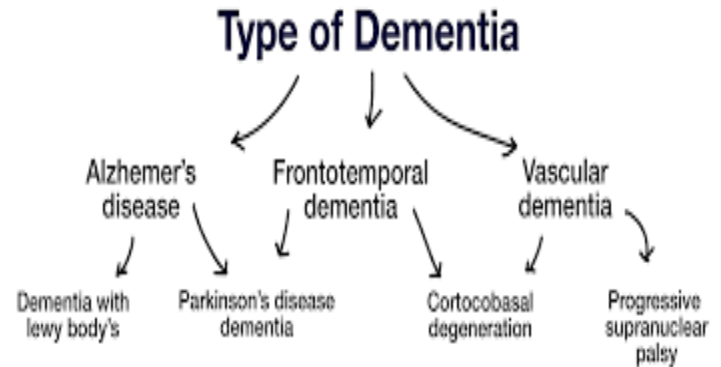 Type of Dementia
Alzhemer's
disease
Frontotemporal
dementia
Vascular
dementia
Dementia with
lewy body's
Parkinson's disease
dementia
Cortocobasal
degeneration
Progressive
supranuclear
palsy